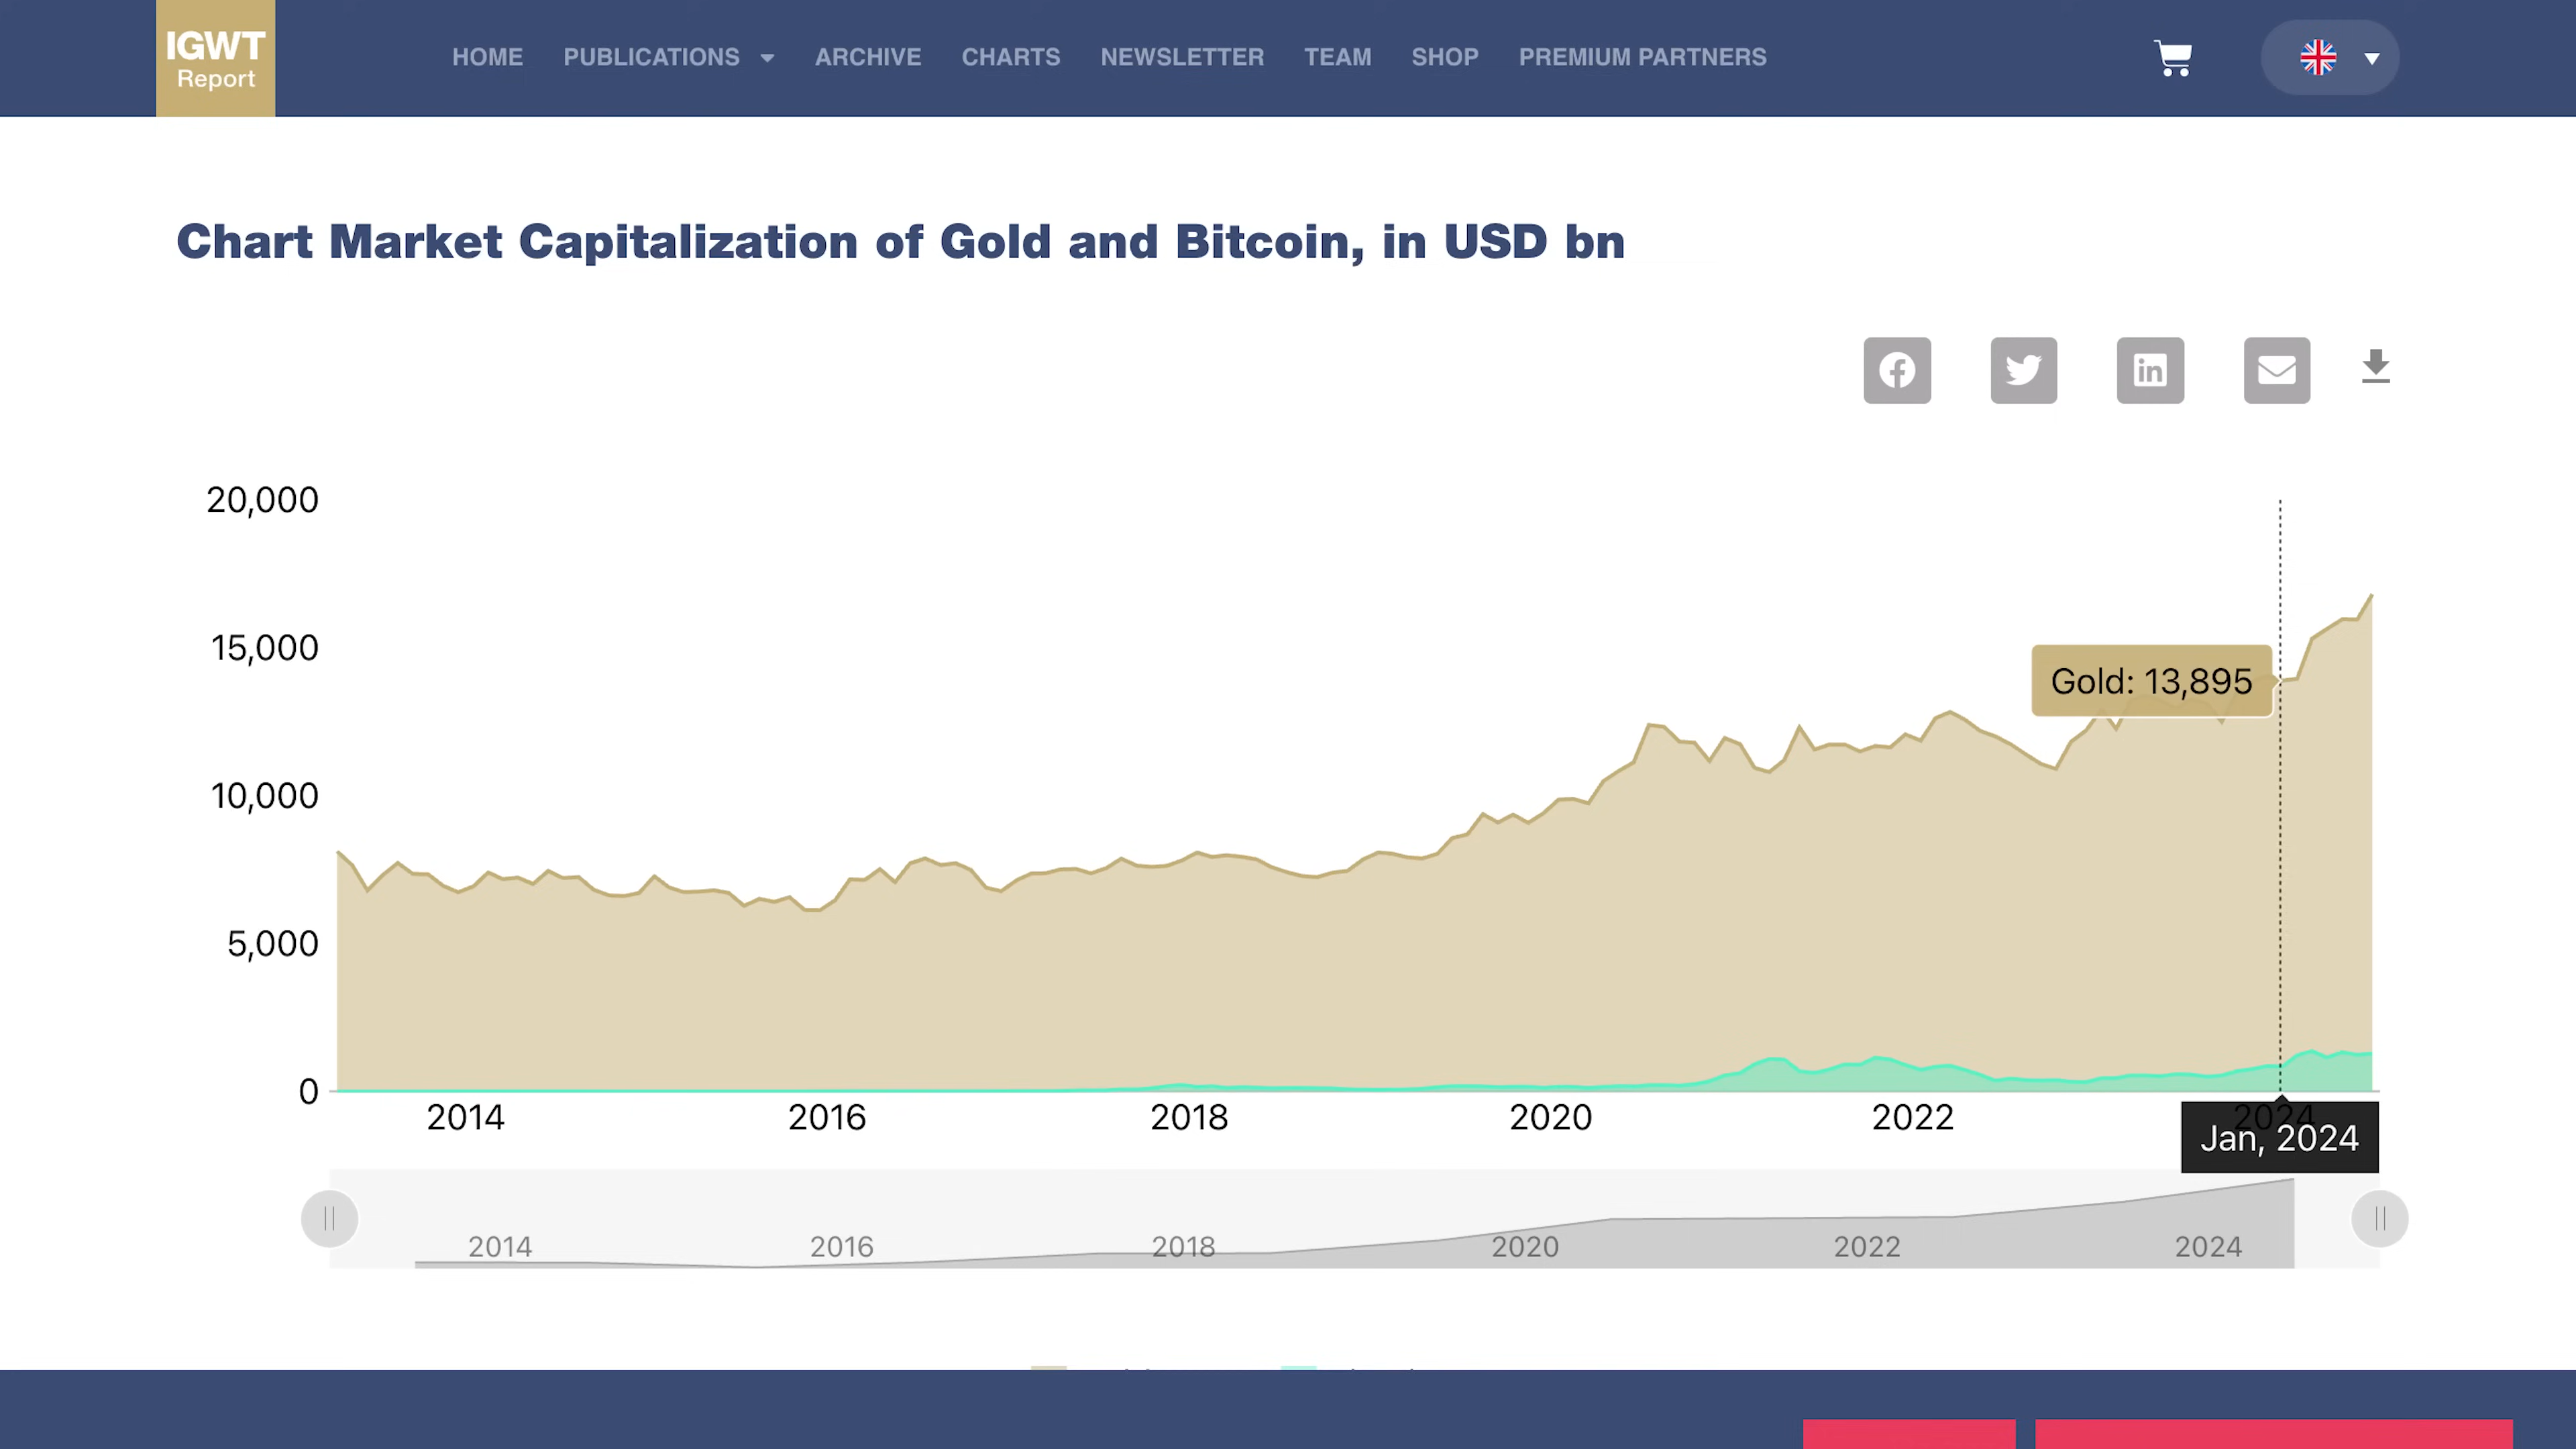 IGWT
Report
HOME PUBLICATIONS ARCHIVE CHARTS NEWSLETTER TEAM SHOP PREMIUM PARTNERS
Chart Market Capitalization of Gold and Bitcoin, in USD bn
20,000
15,000
Gold: 13,895
10,000
5,000
0
2014 2016 2018 2020 2022 2024
Jan, 2024
2014 2016 2018 2020 2022 2024